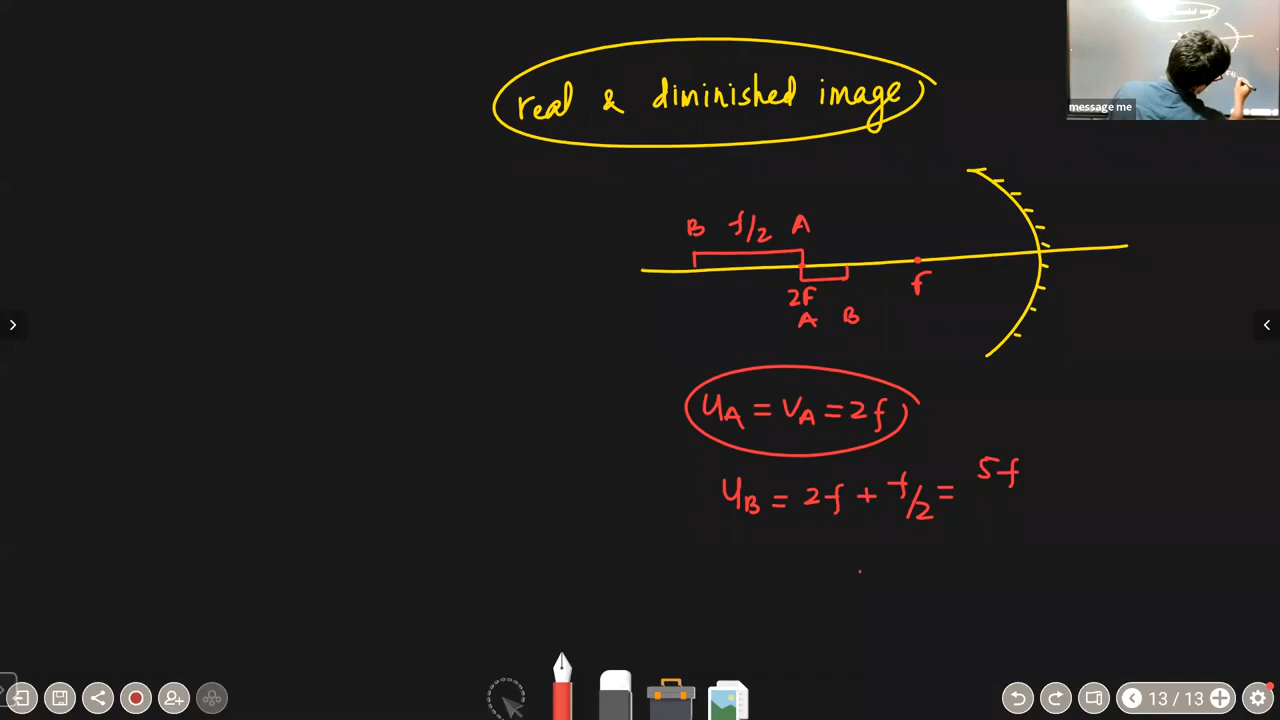 real & diminished image
message me
B f/2 A
2F f
A B
u_A = v_A = 2f
u_B = 2f + f/2 = 5f
13 / 13